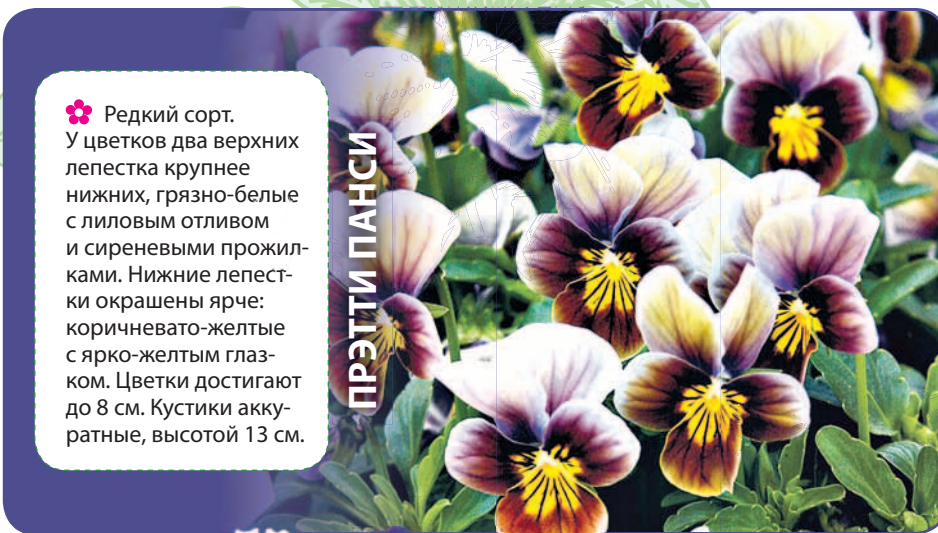 Редкий сорт.
У цветков два верхних
лепестка крупнее
нижних, грязно-белые
с лиловым отливом
и сиреневыми прожил-
ками. Нижние лепест-
ки окрашены ярче:
коричневато-желтые
с ярко-желтым глаз-
ком. Цветки достигают
до 8 см. Кустики акку-
ратные, высотой 13 см.
ПРЭТТИ ПАНСИ